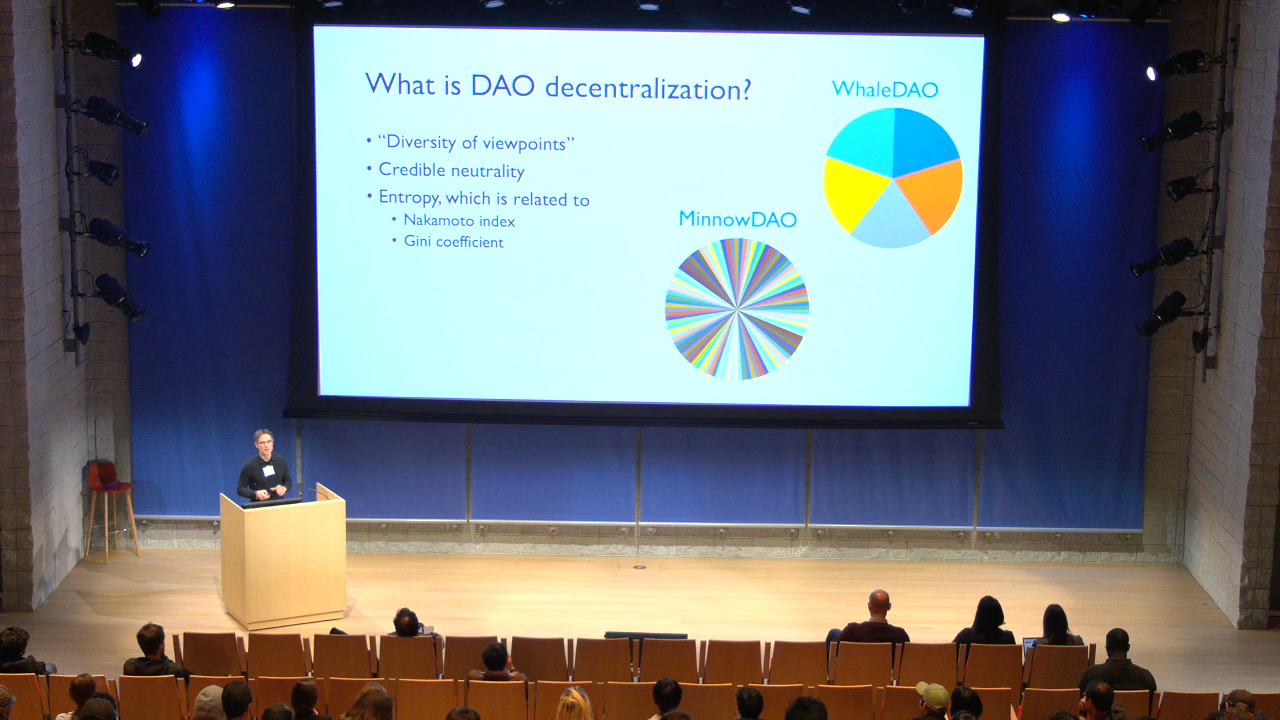 What is DAO decentralization?
• “Diversity of viewpoints”
• Credible neutrality
• Entropy, which is related to
• Nakamoto index
• Gini coefficient
WhaleDAO
MinnowDAO